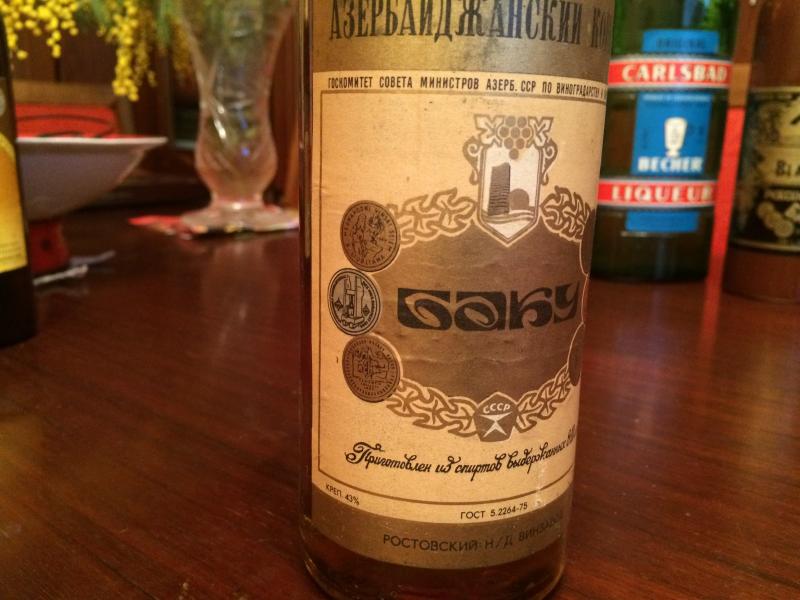 АЗЕРБАЙДЖАНСКИЙ
ГОСКОМИТЕТ СОВЕТА МИНИСТРОВ АЗЕРБ. ССР ПО ВИНОГРАДАРСТВУ
БАКУ
СССР
Приготовлен из спиртов выдержанных
КРЕП. 43%
ГОСТ 5.2264-75
РОСТОВСКИЙ Н/Д ВИНЗАВОД
ORIGINAL
CARLSBAD
BECHER
LIQUEUR